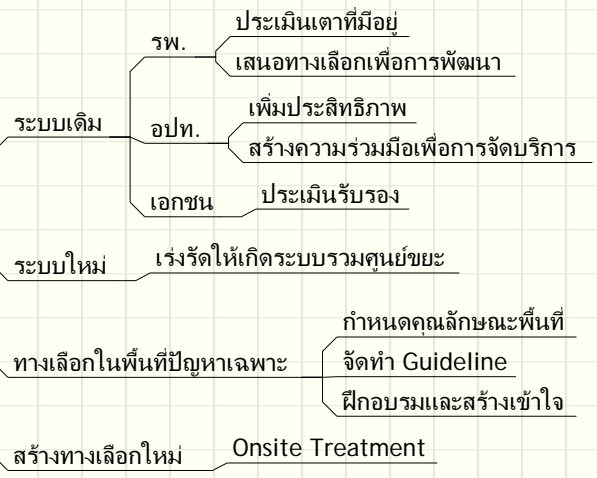 ระบบเดิม
รพ.
ประเมินเตาที่มีอยู่
เสนอทางเลือกเพื่อการพัฒนา
อปท.
เพิ่มประสิทธิภาพ
สร้างความร่วมมือเพื่อการจัดบริการ
เอกชน
ประเมินรับรอง
ระบบใหม่
เร่งรัดให้เกิดระบบรวมศูนย์ขยะ
ทางเลือกในพื้นที่ปัญหาเฉพาะ
กำหนดคุณลักษณะพื้นที่
จัดทำ Guideline
ฝึกอบรมและสร้างเข้าใจ
สร้างทางเลือกใหม่
Onsite Treatment